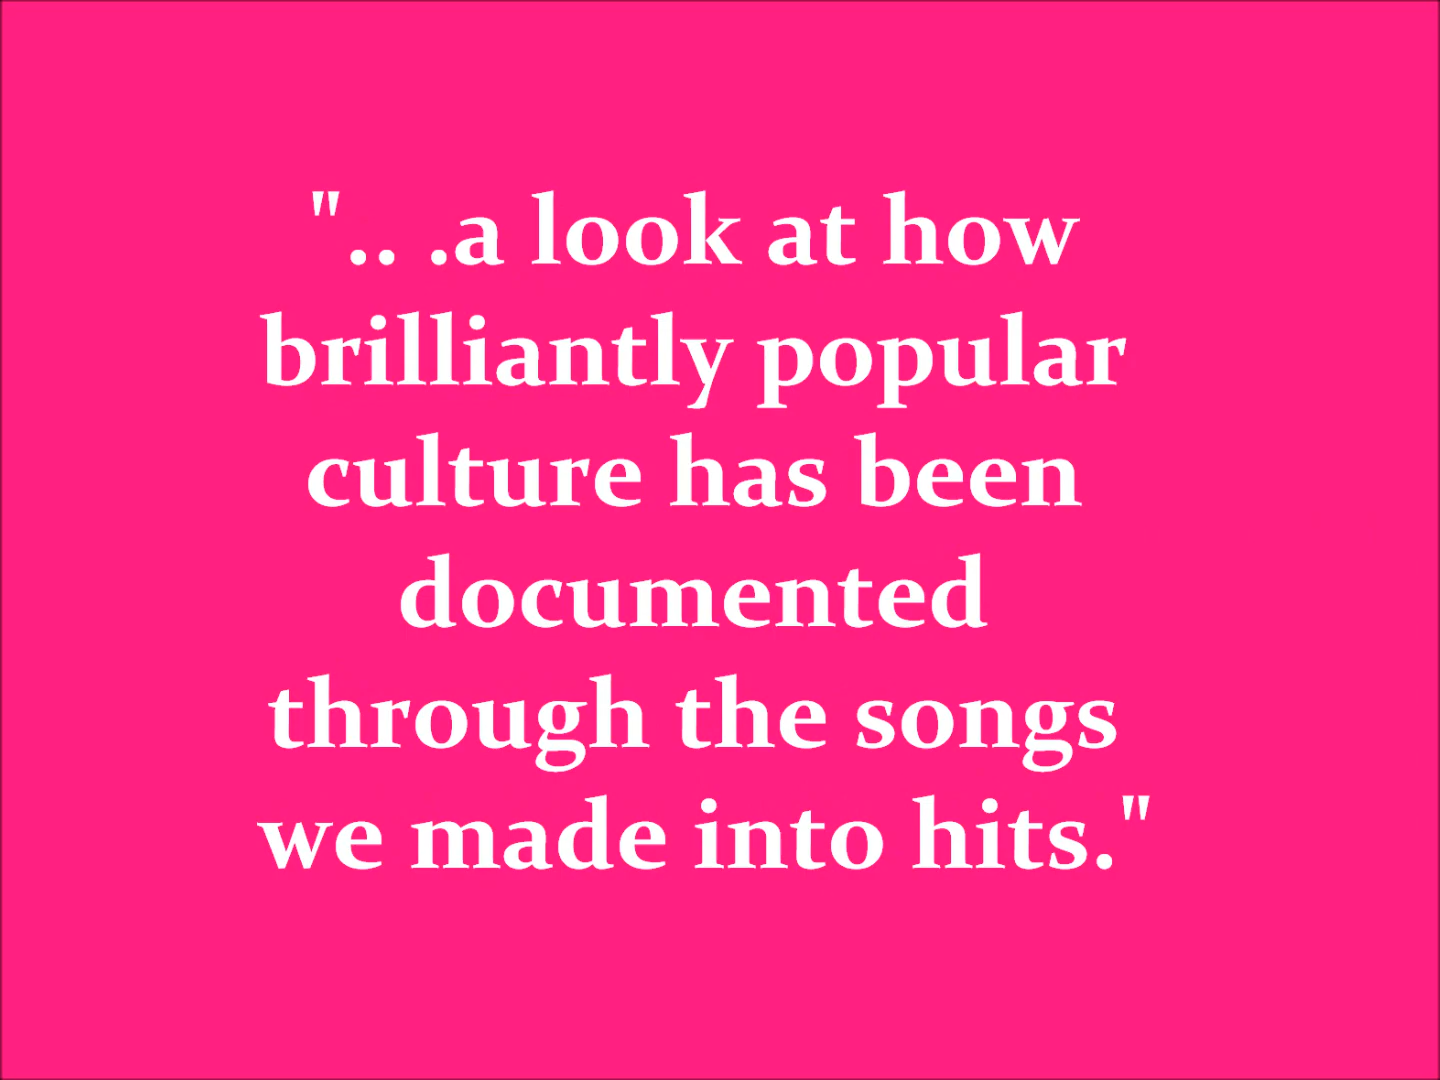 ".. .a look at how
brilliantly popular
culture has been
documented
through the songs
we made into hits."